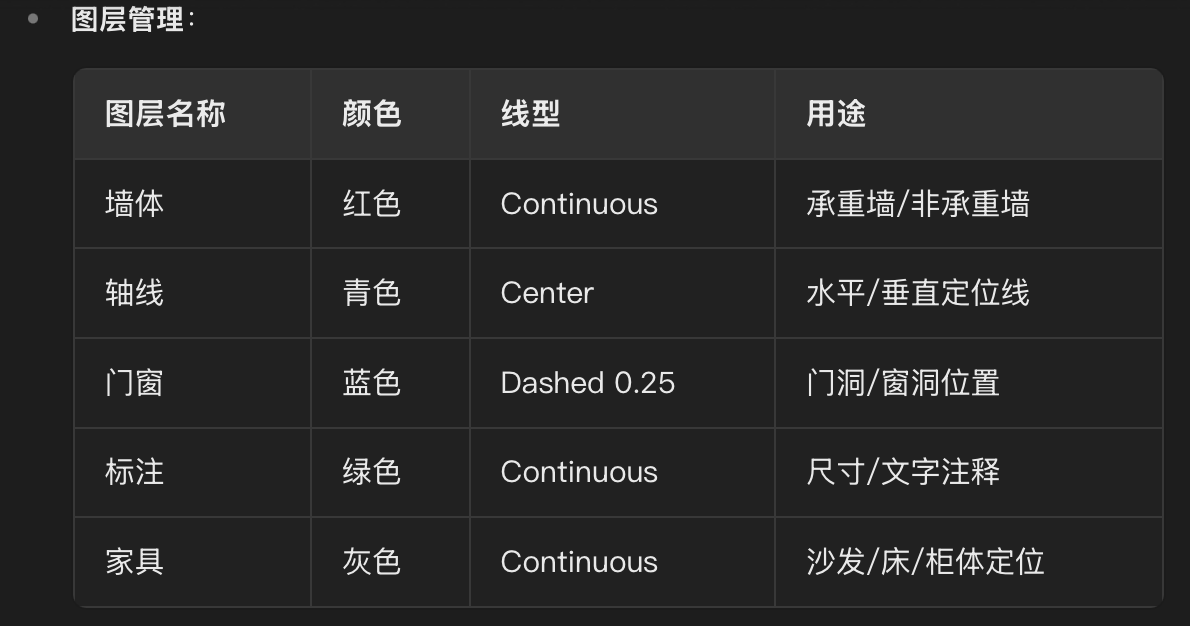 图层管理：
图层名称 颜色 线型 用途
墙体 红色 Continuous 承重墙/非承重墙
轴线 青色 Center 水平/垂直定位线
门窗 蓝色 Dashed 0.25 门洞/窗洞位置
标注 绿色 Continuous 尺寸/文字注释
家具 灰色 Continuous 沙发/床/柜体定位